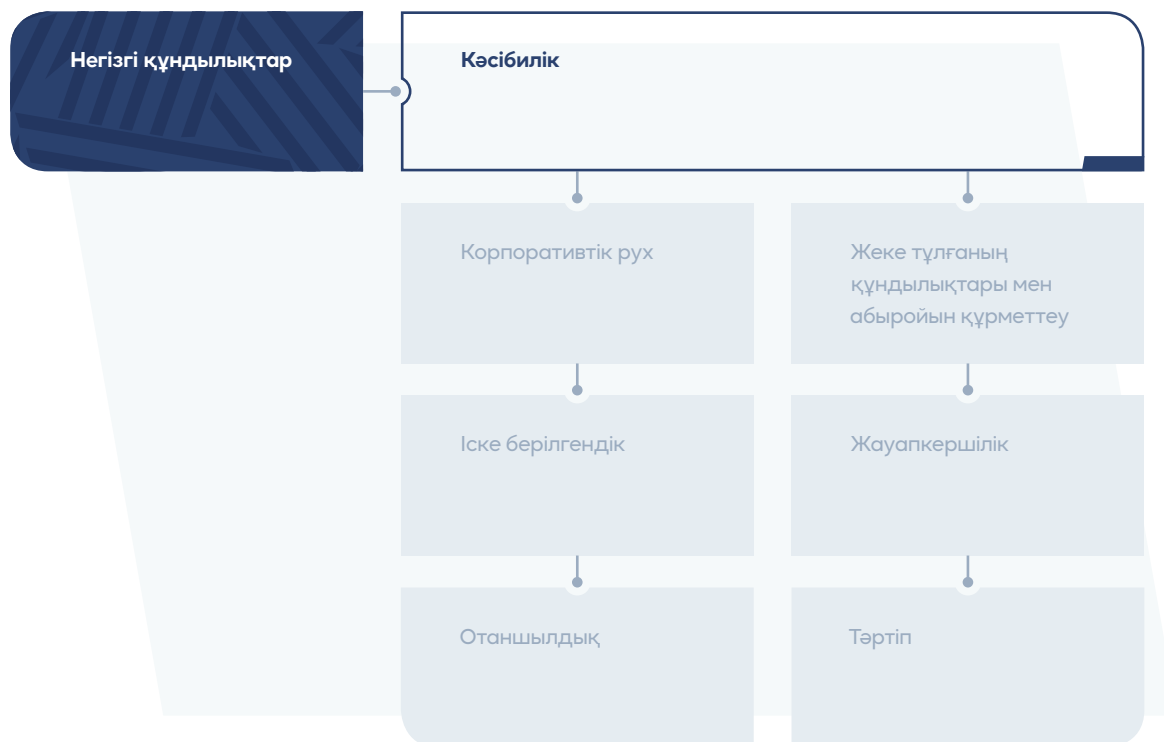 Негізгі құндылықтар
Кәсібилік
Корпоративтік рух
Жеке тұлғаның
құндылықтары мен
абыройын құрметтеу
Іске берілгендік
Жауапкершілік
Отаншылдық
Тәртіп